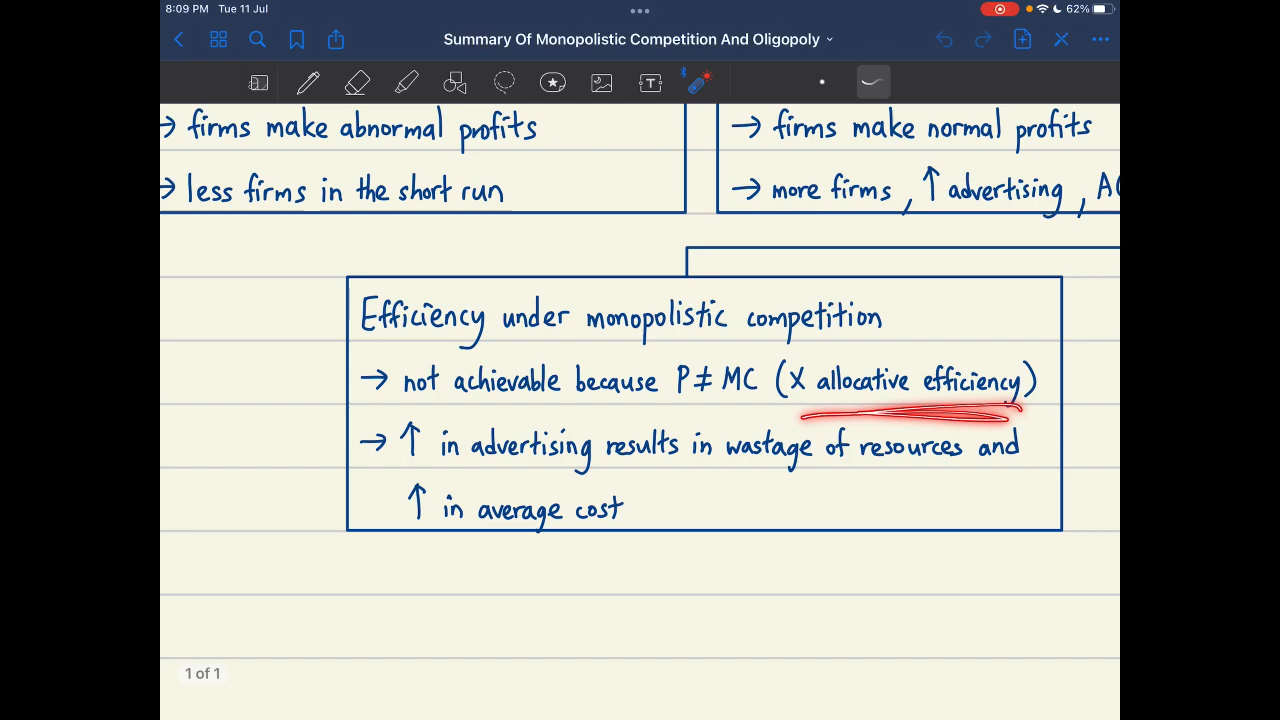 8:09 PM Tue 11 Jul
62%
Summary Of Monopolistic Competition And Oligopoly
→ firms make abnormal profits
→ less firms in the short run
→ firms make normal profits
→ more firms, ↑ advertising, AC
Efficiency under monopolistic competition
→ not achievable because P ≠ MC (X allocative efficiency)
→ ↑ in advertising results in wastage of resources and
↑ in average cost
1 of 1